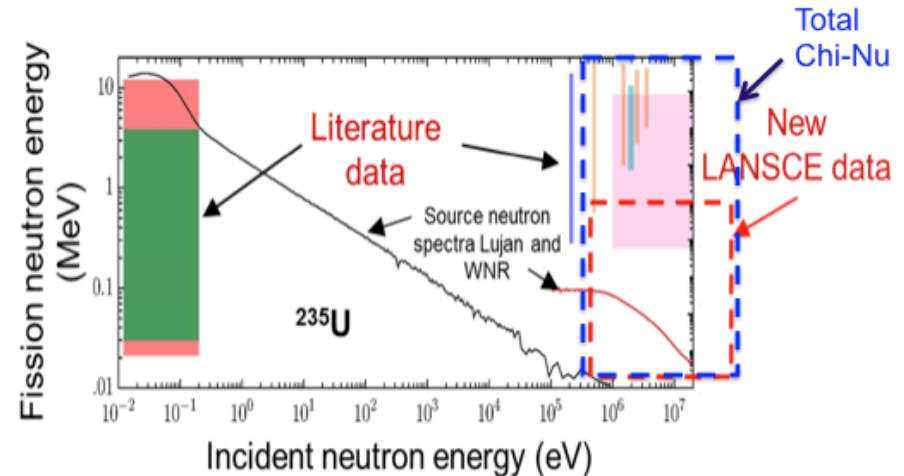 Total
Chi-Nu
New
LANSCE data
Literature
data
Source neutron
spectra Lujan and
WNR
²³⁵U
Fission neutron energy
(MeV)
10
1
0.1
.01
10⁻² 10⁻¹ 10⁰ 10¹ 10² 10³ 10⁴ 10⁵ 10⁶ 10⁷
Incident neutron energy (eV)